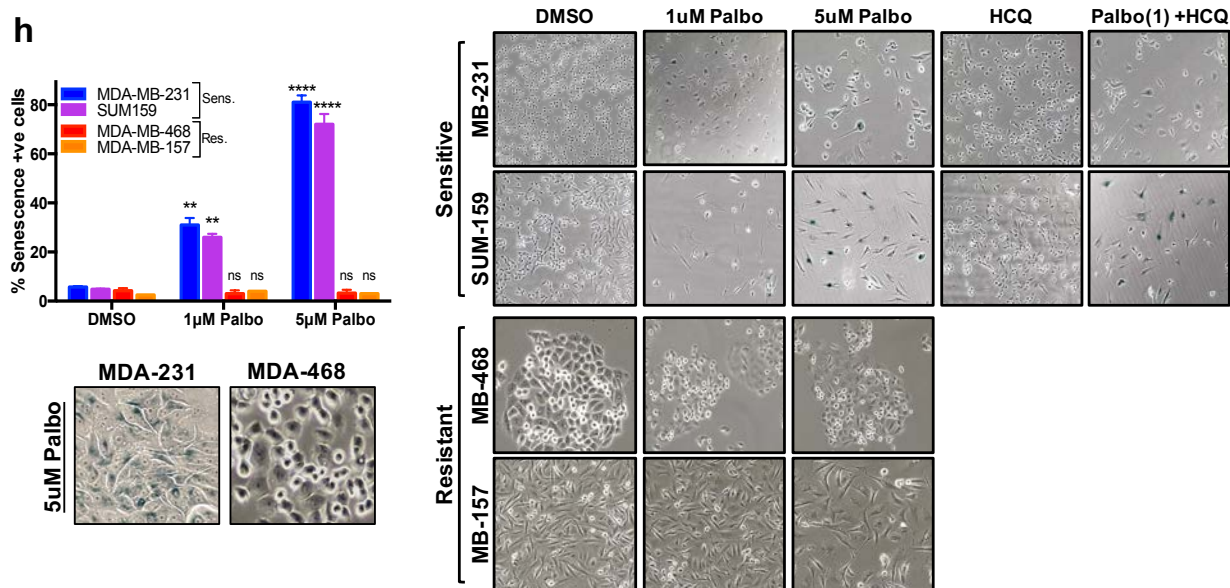 h
% Senescence +ve cells
80
60
40
20
0
MDA-MB-231
SUM159
Sens.
MDA-MB-468
MDA-MB-157
Res.
****
****
**
**
ns
ns
ns
ns
DMSO
1µM Palbo
5µM Palbo
MDA-231
MDA-468
5uM Palbo
DMSO
1uM Palbo
5uM Palbo
HCQ
Palbo(1) +HCQ
Sensitive
MB-231
SUM-159
Resistant
MB-468
MB-157